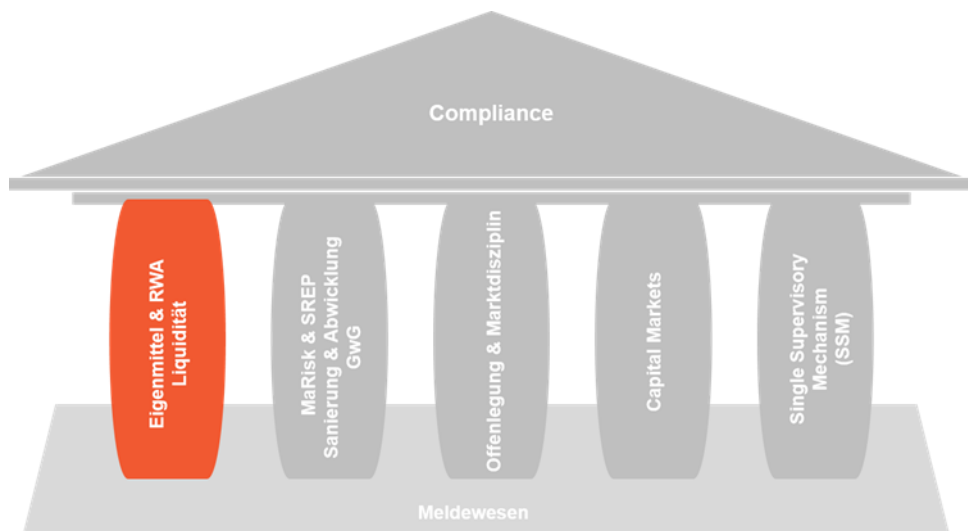 Compliance
Eigenmittel & RWA
Liquidität
MaRisk & SREP
Sanierung & Abwicklung
GwG
Offenlegung & Marktdisziplin
Capital Markets
Single Supervisory
Mechanism
(SSM)
Meldewesen